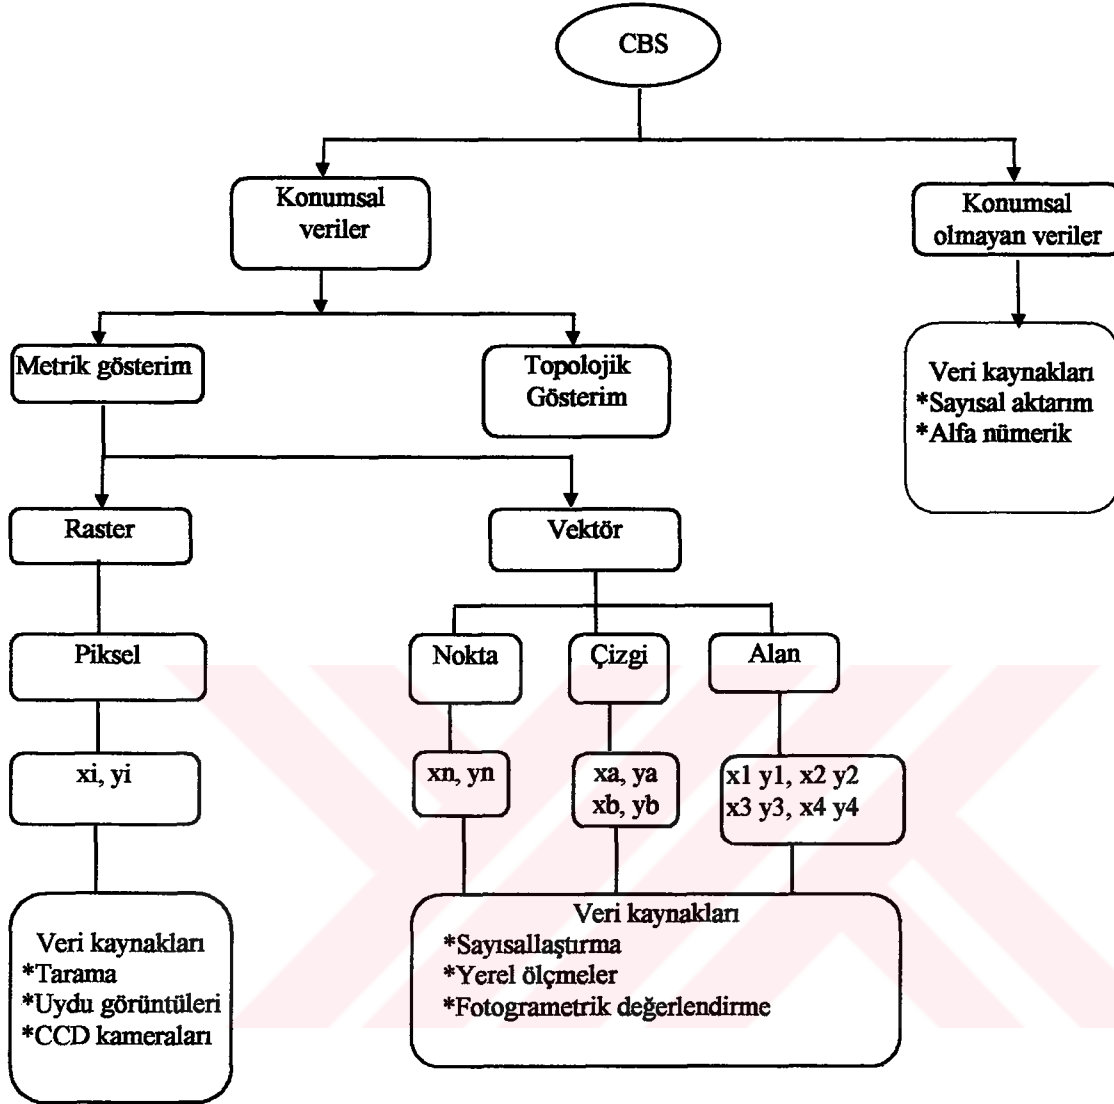 CBS
Konumsal
veriler
Konumsal
olmayan veriler
Metrik gösterim
Topolojik
Gösterim
Veri kaynakları
*Sayısal aktarım
*Alfa nümerik
Raster
Vektör
Piksel
Nokta
Çizgi
Alan
xi, yi
xn, yn
xa, ya
xb, yb
x1 y1, x2 y2
x3 y3, x4 y4
Veri kaynakları
*Tarama
*Uydu görüntüleri
*CCD kameraları
Veri kaynakları
*Sayısallaştırma
*Yerel ölçmeler
*Fotogrametrik değerlendirme